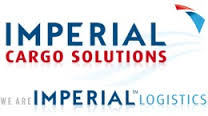 IMPERIAL
CARGO SOLUTIONS
WE ARE IMPERIAL™ LOGISTICS